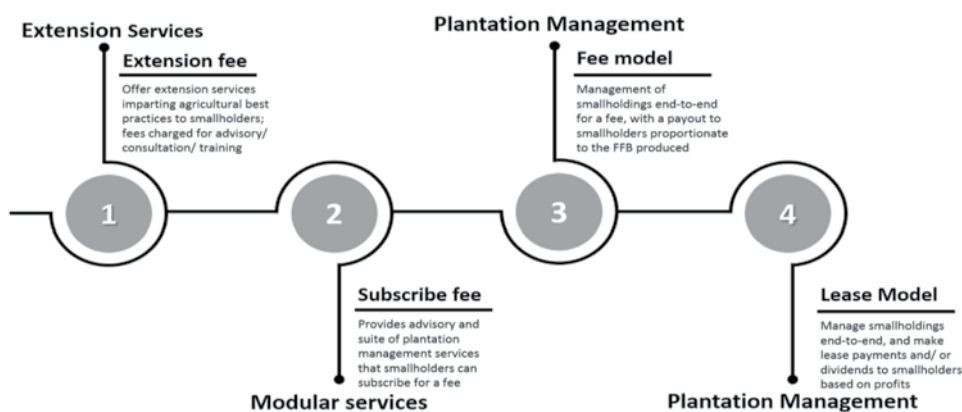 Extension Services
Extension fee
Offer extension services
imparting agricultural best
practices to smallholders;
fees charged for advisory/
consultation/ training
1
2
Subscribe fee
Provides advisory and
suite of plantation
management services
that smallholders can
subscribe for a fee
Modular services
Plantation Management
Fee model
Management of
smallholdings end-to-end
for a fee, with a payout to
smallholders proportionate
to the FFB produced
3
4
Lease Model
Manage smallholdings
end-to-end, and make
lease payments and/ or
dividends to smallholders
based on profits
Plantation Management